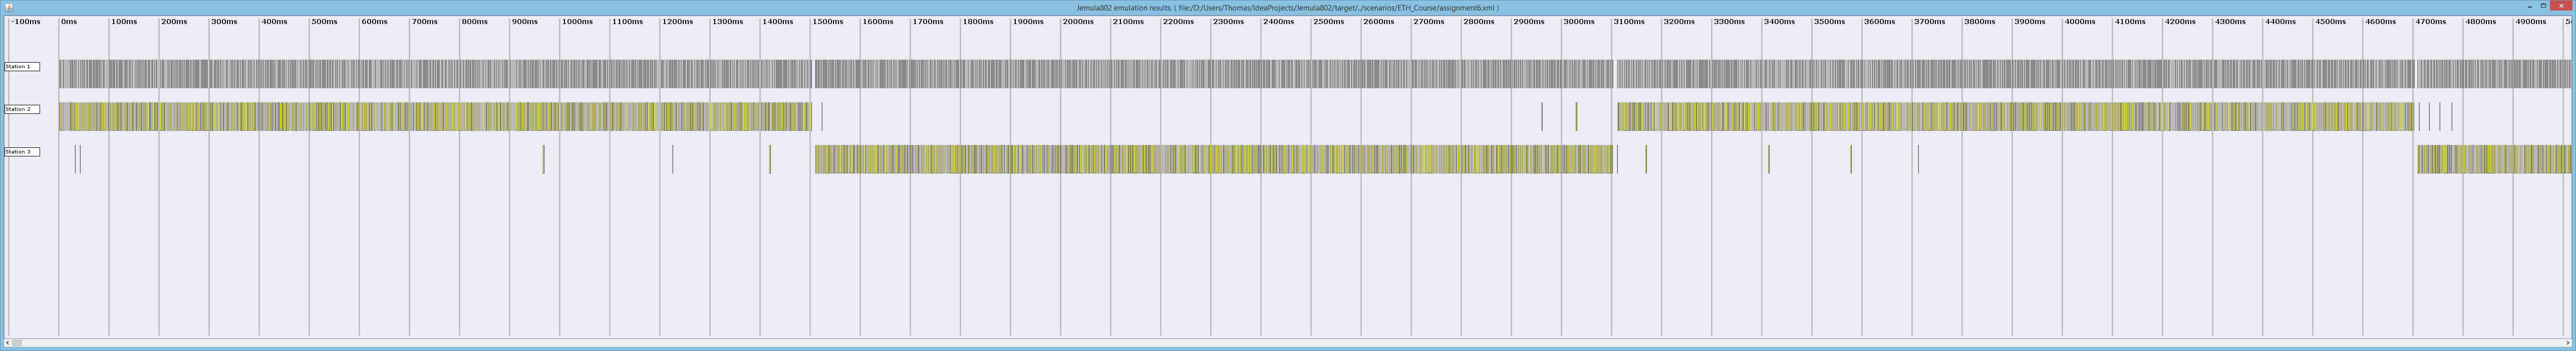 Jemula802 emulation results. ( file:/D:/Users/Thomas/IdeaProjects/Jemula802/target/../scenarios/ETH_Course/assignment6.xml )
-100ms 0ms 100ms 200ms 300ms 400ms 500ms 600ms 700ms 800ms 900ms 1000ms 1100ms 1200ms 1300ms 1400ms 1500ms 1600ms 1700ms 1800ms 1900ms 2000ms 2100ms 2200ms 2300ms 2400ms 2500ms 2600ms 2700ms 2800ms 2900ms 3000ms 3100ms 3200ms 3300ms 3400ms 3500ms 3600ms 3700ms 3800ms 3900ms 4000ms 4100ms 4200ms 4300ms 4400ms 4500ms 4600ms 4700ms 4800ms 4900ms 5
Station 1
Station 2
Station 3